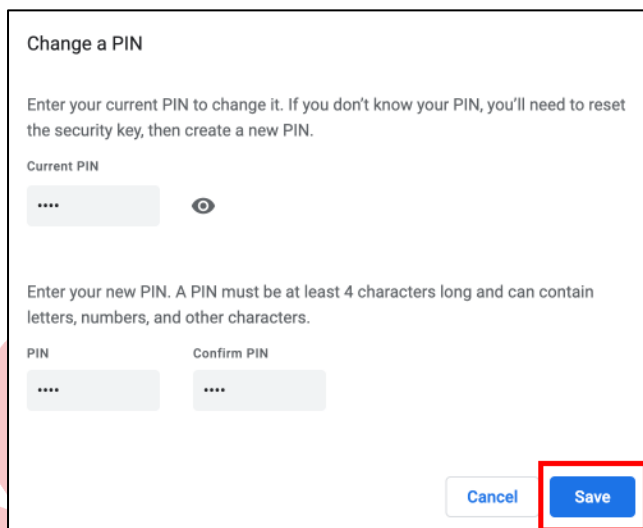 Change a PIN
Enter your current PIN to change it. If you don’t know your PIN, you’ll need to reset
the security key, then create a new PIN.
Current PIN
••••
Enter your new PIN. A PIN must be at least 4 characters long and can contain
letters, numbers, and other characters.
PIN Confirm PIN
•••• ••••
Cancel Save